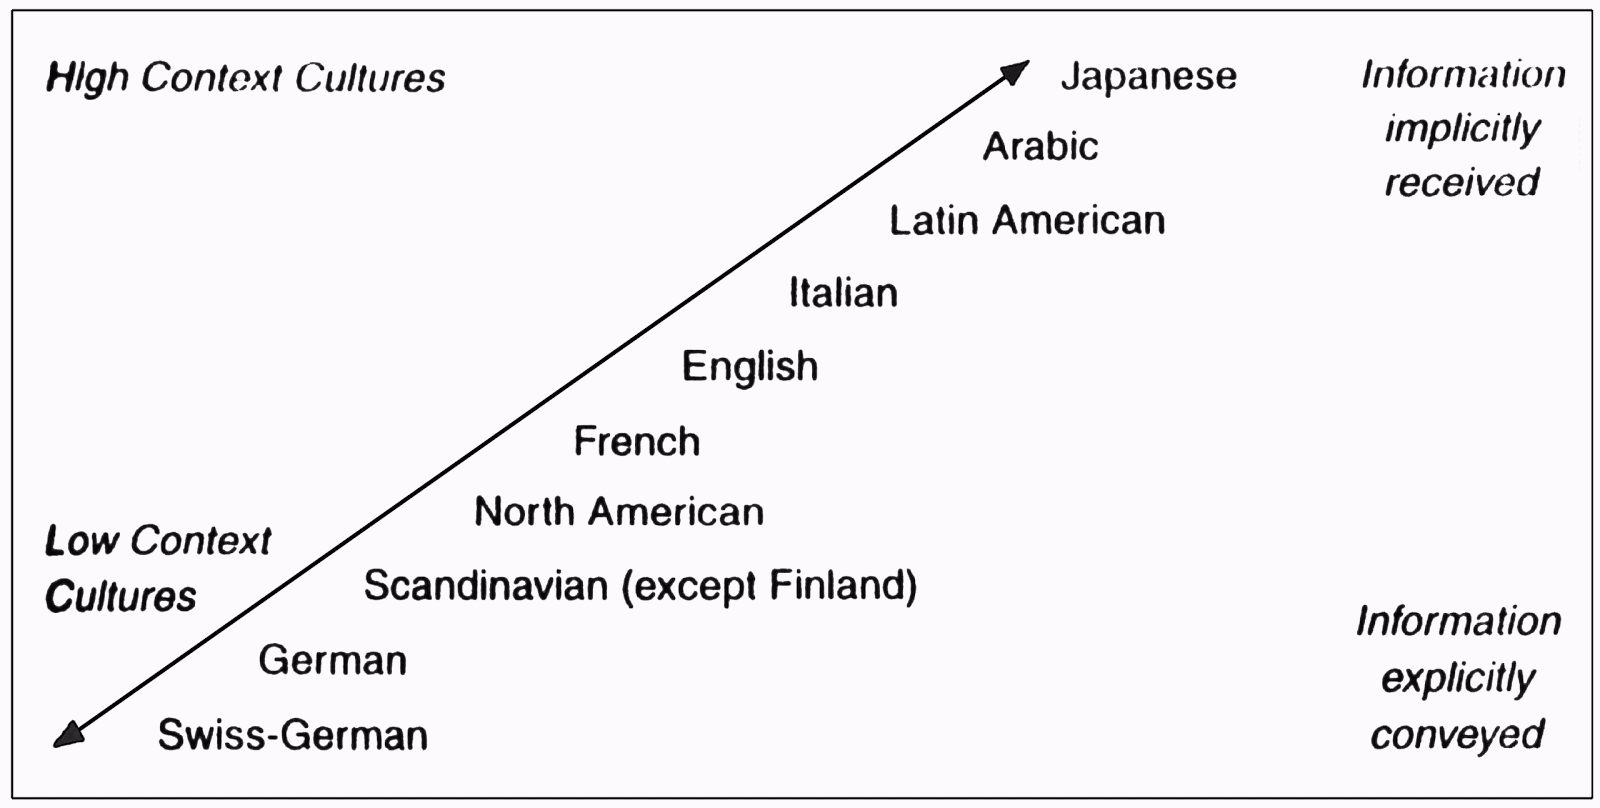 High Context Cultures
Japanese
Information
implicitly
received
Arabic
Latin American
Italian
English
French
North American
Low Context
Cultures
Scandinavian (except Finland)
German
Swiss-German
Information
explicitly
conveyed